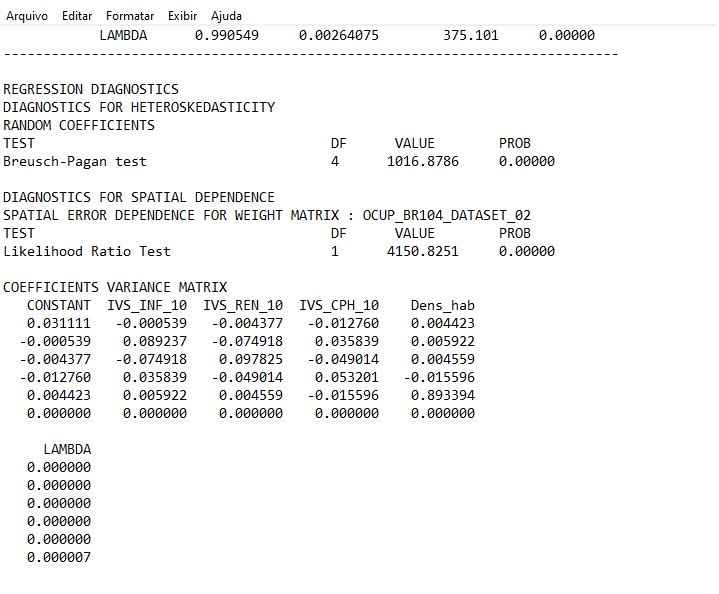 Arquivo Editar Formatar Exibir Ajuda
LAMBDA 0.990549 0.00264075 375.101 0.00000
-----------------------------------------------------------------------------
REGRESSION DIAGNOSTICS
DIAGNOSTICS FOR HETEROSKEDASTICITY
RANDOM COEFFICIENTS
TEST DF VALUE PROB
Breusch-Pagan test 4 1016.8786 0.00000
DIAGNOSTICS FOR SPATIAL DEPENDENCE
SPATIAL ERROR DEPENDENCE FOR WEIGHT MATRIX : OCUP_BR104_DATASET_02
TEST DF VALUE PROB
Likelihood Ratio Test 1 4150.8251 0.00000
COEFFICIENTS VARIANCE MATRIX
CONSTANT IVS_INF_10 IVS_REN_10 IVS_CPH_10 Dens_hab
0.031111 -0.000539 -0.004377 -0.012760 0.004423
-0.000539 0.089237 -0.074918 0.035839 0.005922
-0.004377 -0.074918 0.097825 -0.049014 0.004559
-0.012760 0.035839 -0.049014 0.053201 -0.015596
0.004423 0.005922 0.004559 -0.015596 0.893394
0.000000 0.000000 0.000000 0.000000 0.000000
LAMBDA
0.000000
0.000000
0.000000
0.000000
0.000000
0.000007